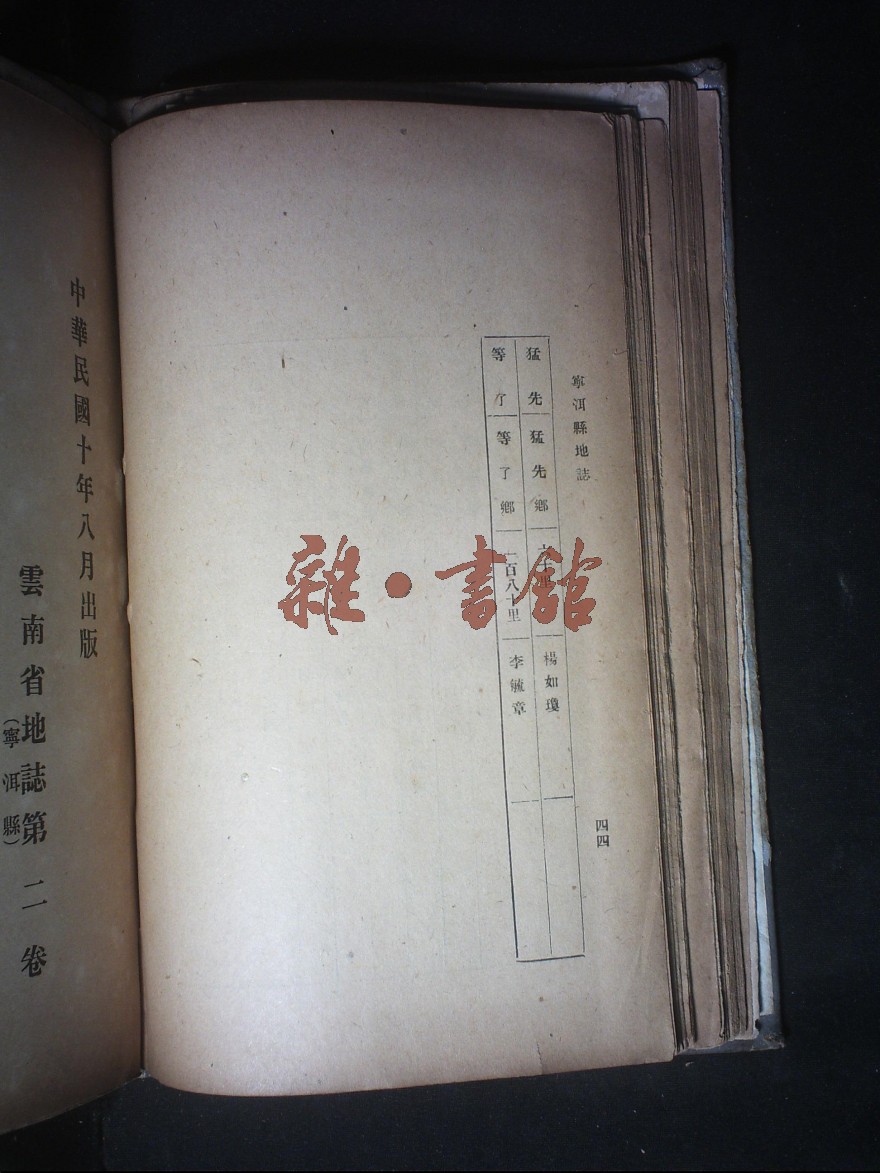 寧洱縣地誌
四四
猛先 猛先鄉 楊如瓊
等了 等了鄉 一百八十里 李毓章
中華民國十年八月出版
雲南省地誌第二卷
（寧洱縣）
雜·書館